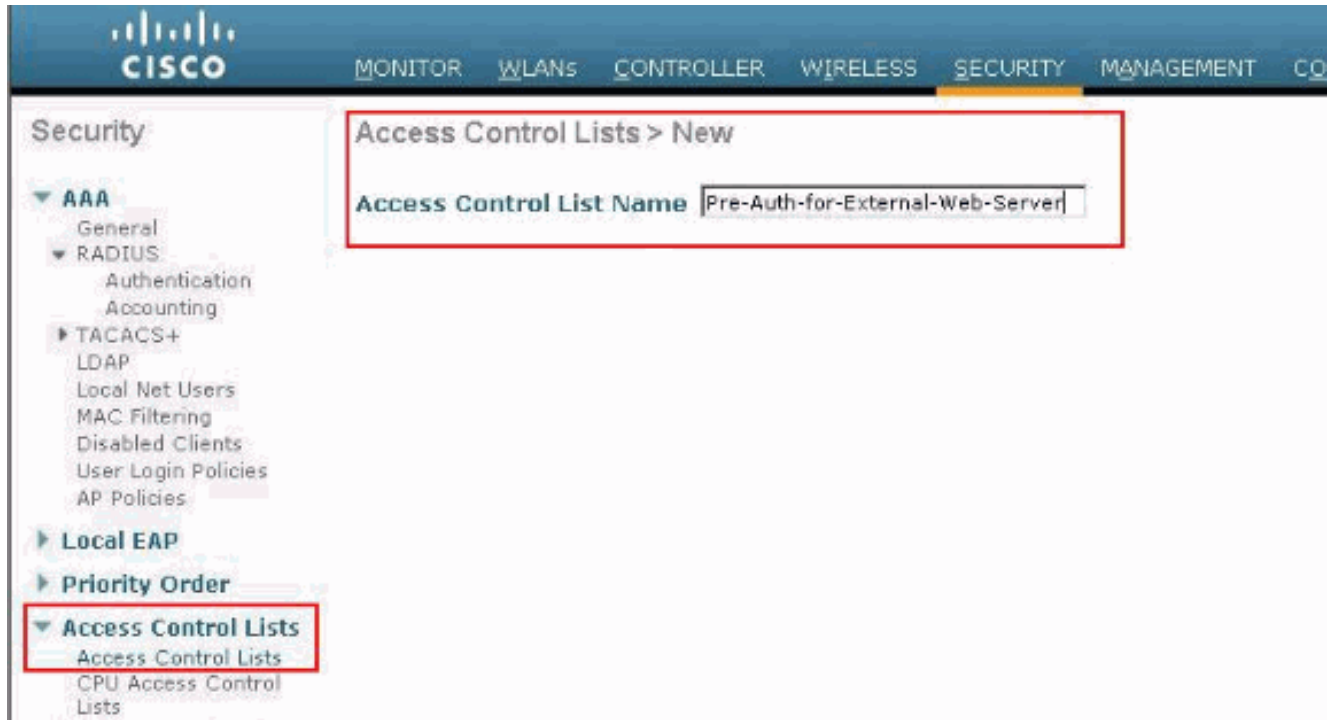 CISCO
MONITOR WLANs CONTROLLER WIRELESS SECURITY MANAGEMENT
Security
AAA
General
RADIUS
Authentication
Accounting
TACACS+
LDAP
Local Net Users
MAC Filtering
Disabled Clients
User Login Policies
AP Policies
Local EAP
Priority Order
Access Control Lists
Access Control Lists
CPU Access Control
Lists
Access Control Lists > New
Access Control List Name Pre-Auth-for-External-Web-Server